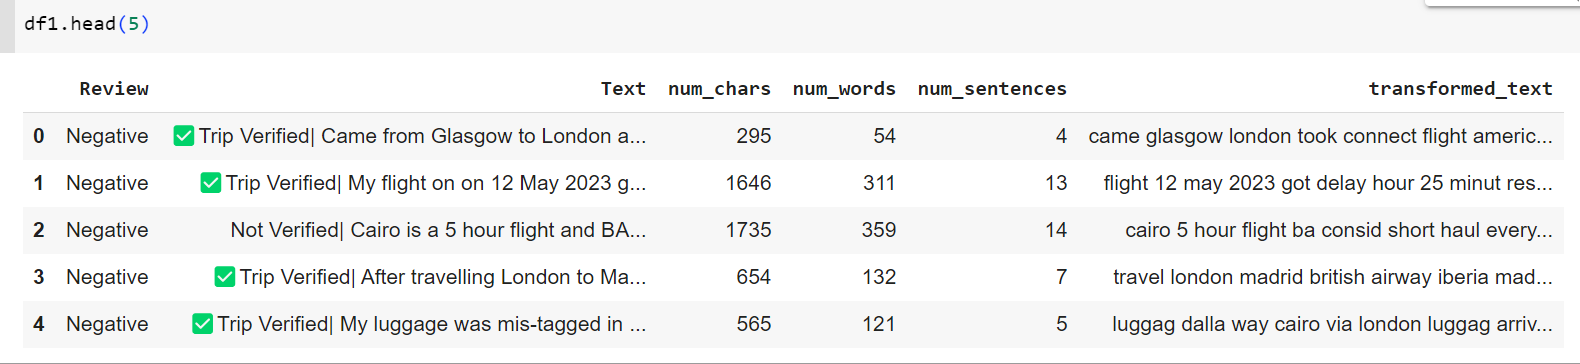 df1.head(5)
Review Text num_chars num_words num_sentences transformed_text
0 Negative ✅ Trip Verified| Came from Glasgow to London a... 295 54 4 came glasgow london took connect flight americ...
1 Negative ✅ Trip Verified| My flight on on 12 May 2023 g... 1646 311 13 flight 12 may 2023 got delay hour 25 minut res...
2 Negative Not Verified| Cairo is a 5 hour flight and BA... 1735 359 14 cairo 5 hour flight ba consid short haul every...
3 Negative ✅ Trip Verified| After travelling London to Ma... 654 132 7 travel london madrid british airway iberia mad...
4 Negative ✅ Trip Verified| My luggage was mis-tagged in ... 565 121 5 luggag dalla way cairo via london luggag arriv...